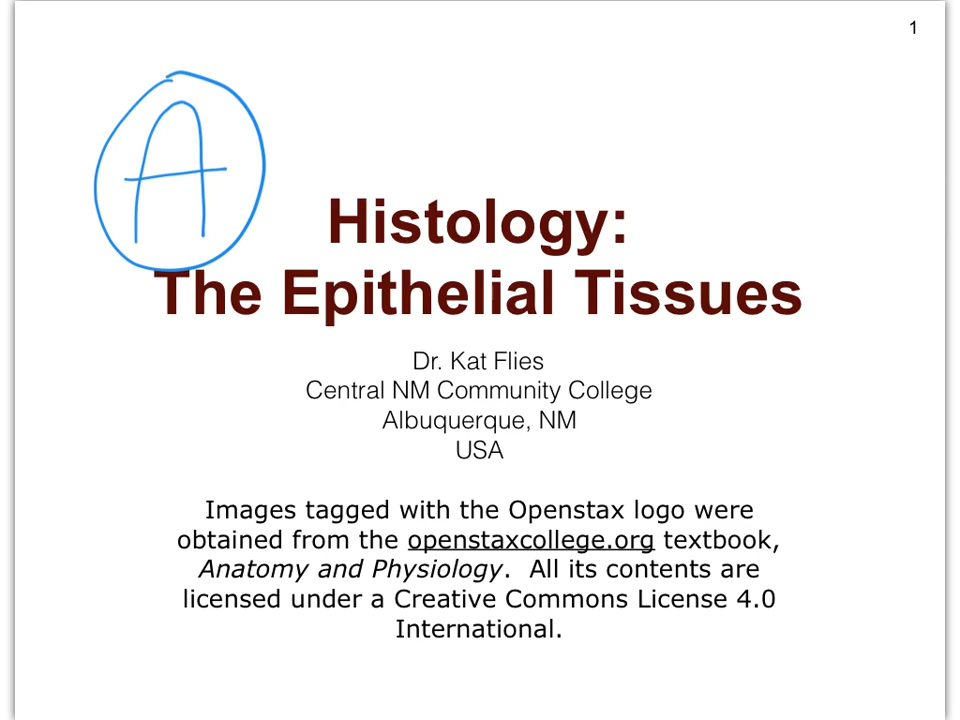 1
A
Histology:
The Epithelial Tissues
Dr. Kat Flies
Central NM Community College
Albuquerque, NM
USA
Images tagged with the Openstax logo were
obtained from the openstaxcollege.org textbook,
Anatomy and Physiology.  All its contents are
licensed under a Creative Commons License 4.0
International.